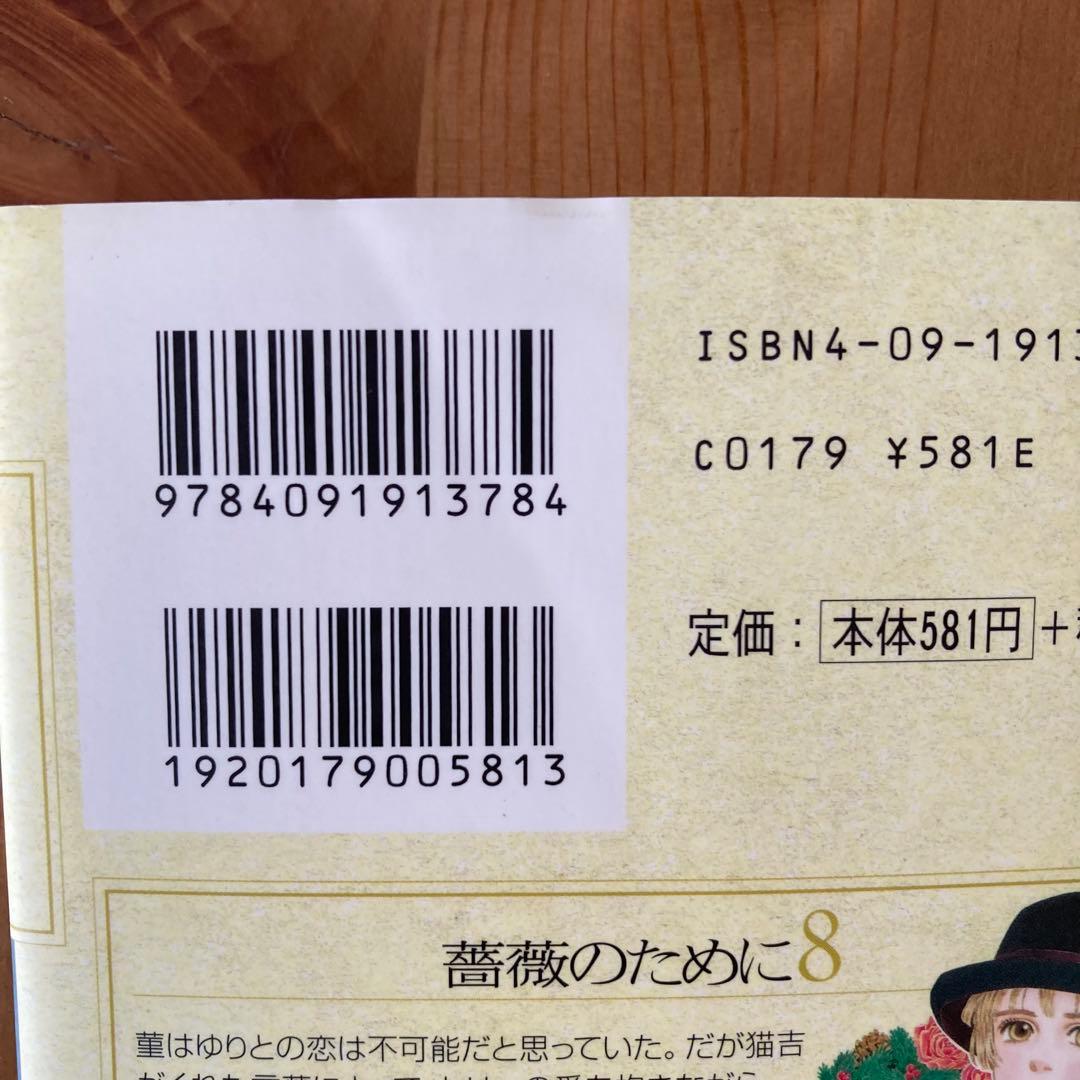 9784091913784
1920179005813
ISBN4-09-1913
C0179 ¥581E
定価：本体581円＋
薔薇のために8
菫はゆりとの恋は不可能だと思っていた。だが猫吉